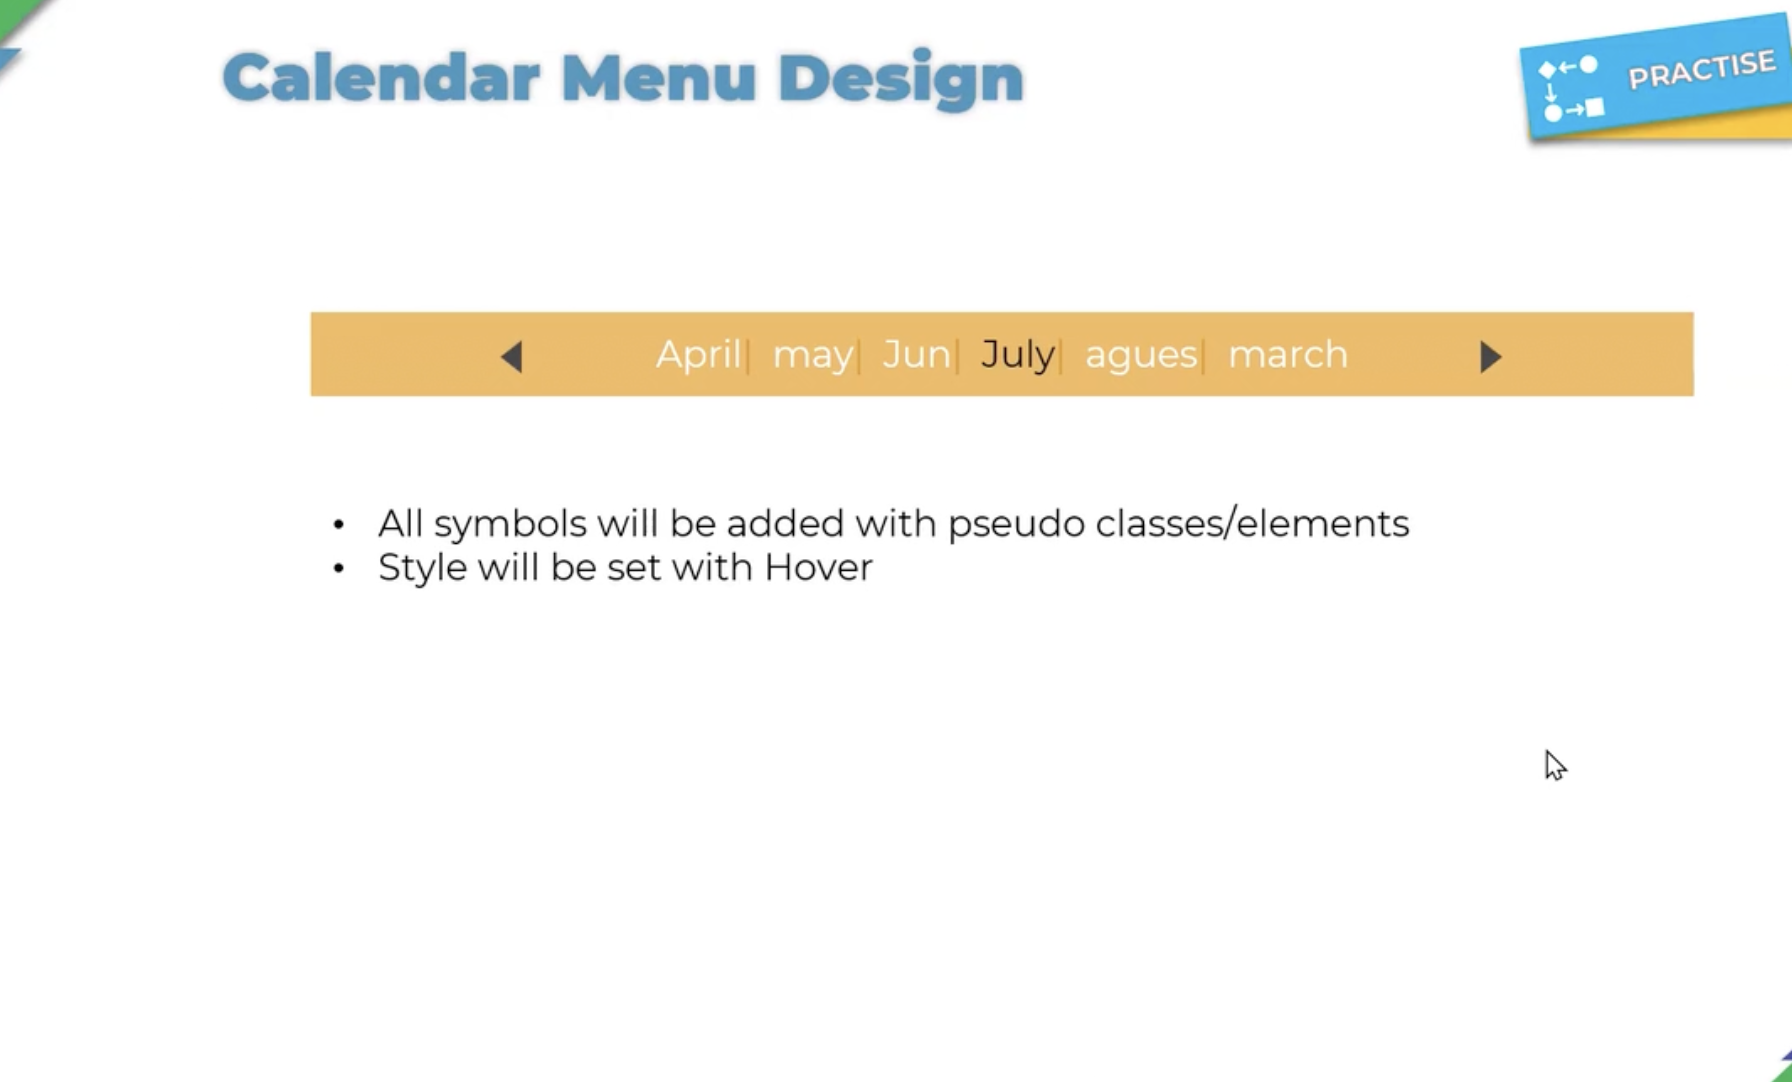 Calendar Menu Design
PRACTISE
April| may| Jun| July| agues| march
• All symbols will be added with pseudo classes/elements
• Style will be set with Hover